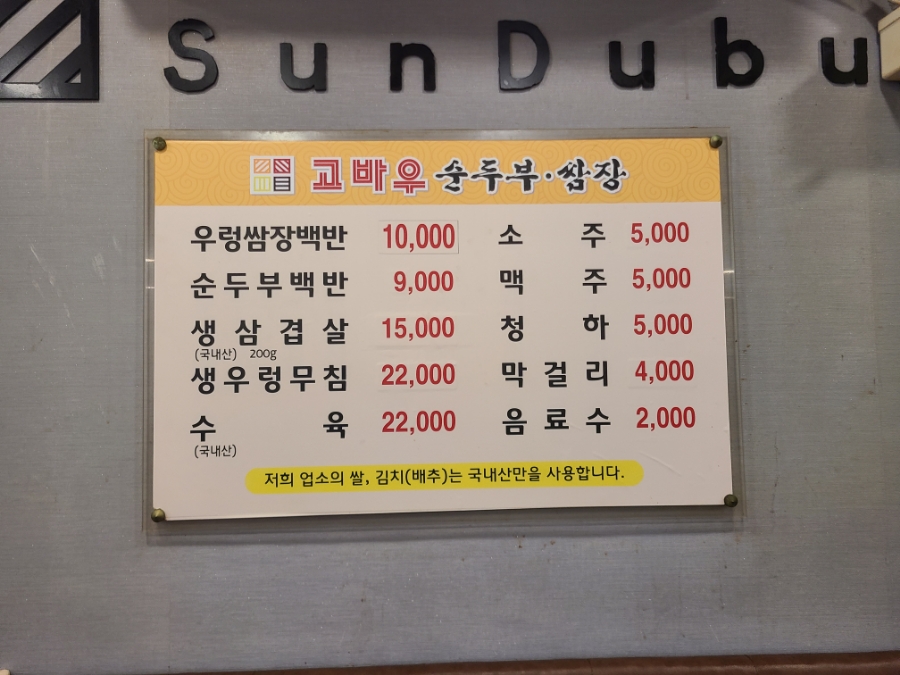 SunDubu
고바우 순두부·쌈장
우렁쌈장백반 10,000 소주 5,000
순두부백반 9,000 맥주 5,000
생삼겹살 15,000 청하 5,000
(국내산) 200g
생우렁무침 22,000 막걸리 4,000
수육 22,000 음료수 2,000
(국내산)
저희 업소의 쌀, 김치(배추)는 국내산만을 사용합니다.